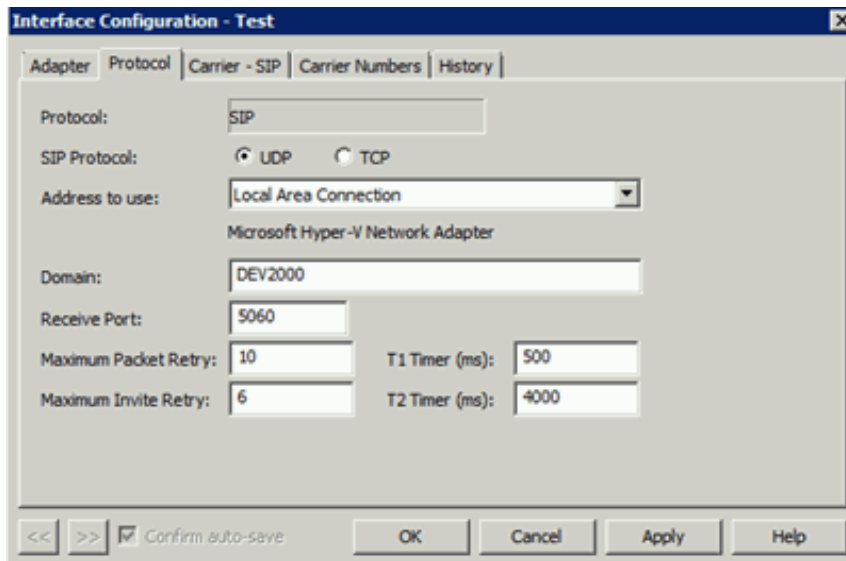 Interface Configuration - Test
Adapter Protocol Carrier - SIP Carrier Numbers History
Protocol: SIP
SIP Protocol: UDP TCP
Address to use: Local Area Connection
Microsoft Hyper-V Network Adapter
Domain: DEV2000
Receive Port: 5060
Maximum Packet Retry: 10 T1 Timer (ms): 500
Maximum Invite Retry: 6 T2 Timer (ms): 4000
<< >> Confirm auto-save OK Cancel Apply Help